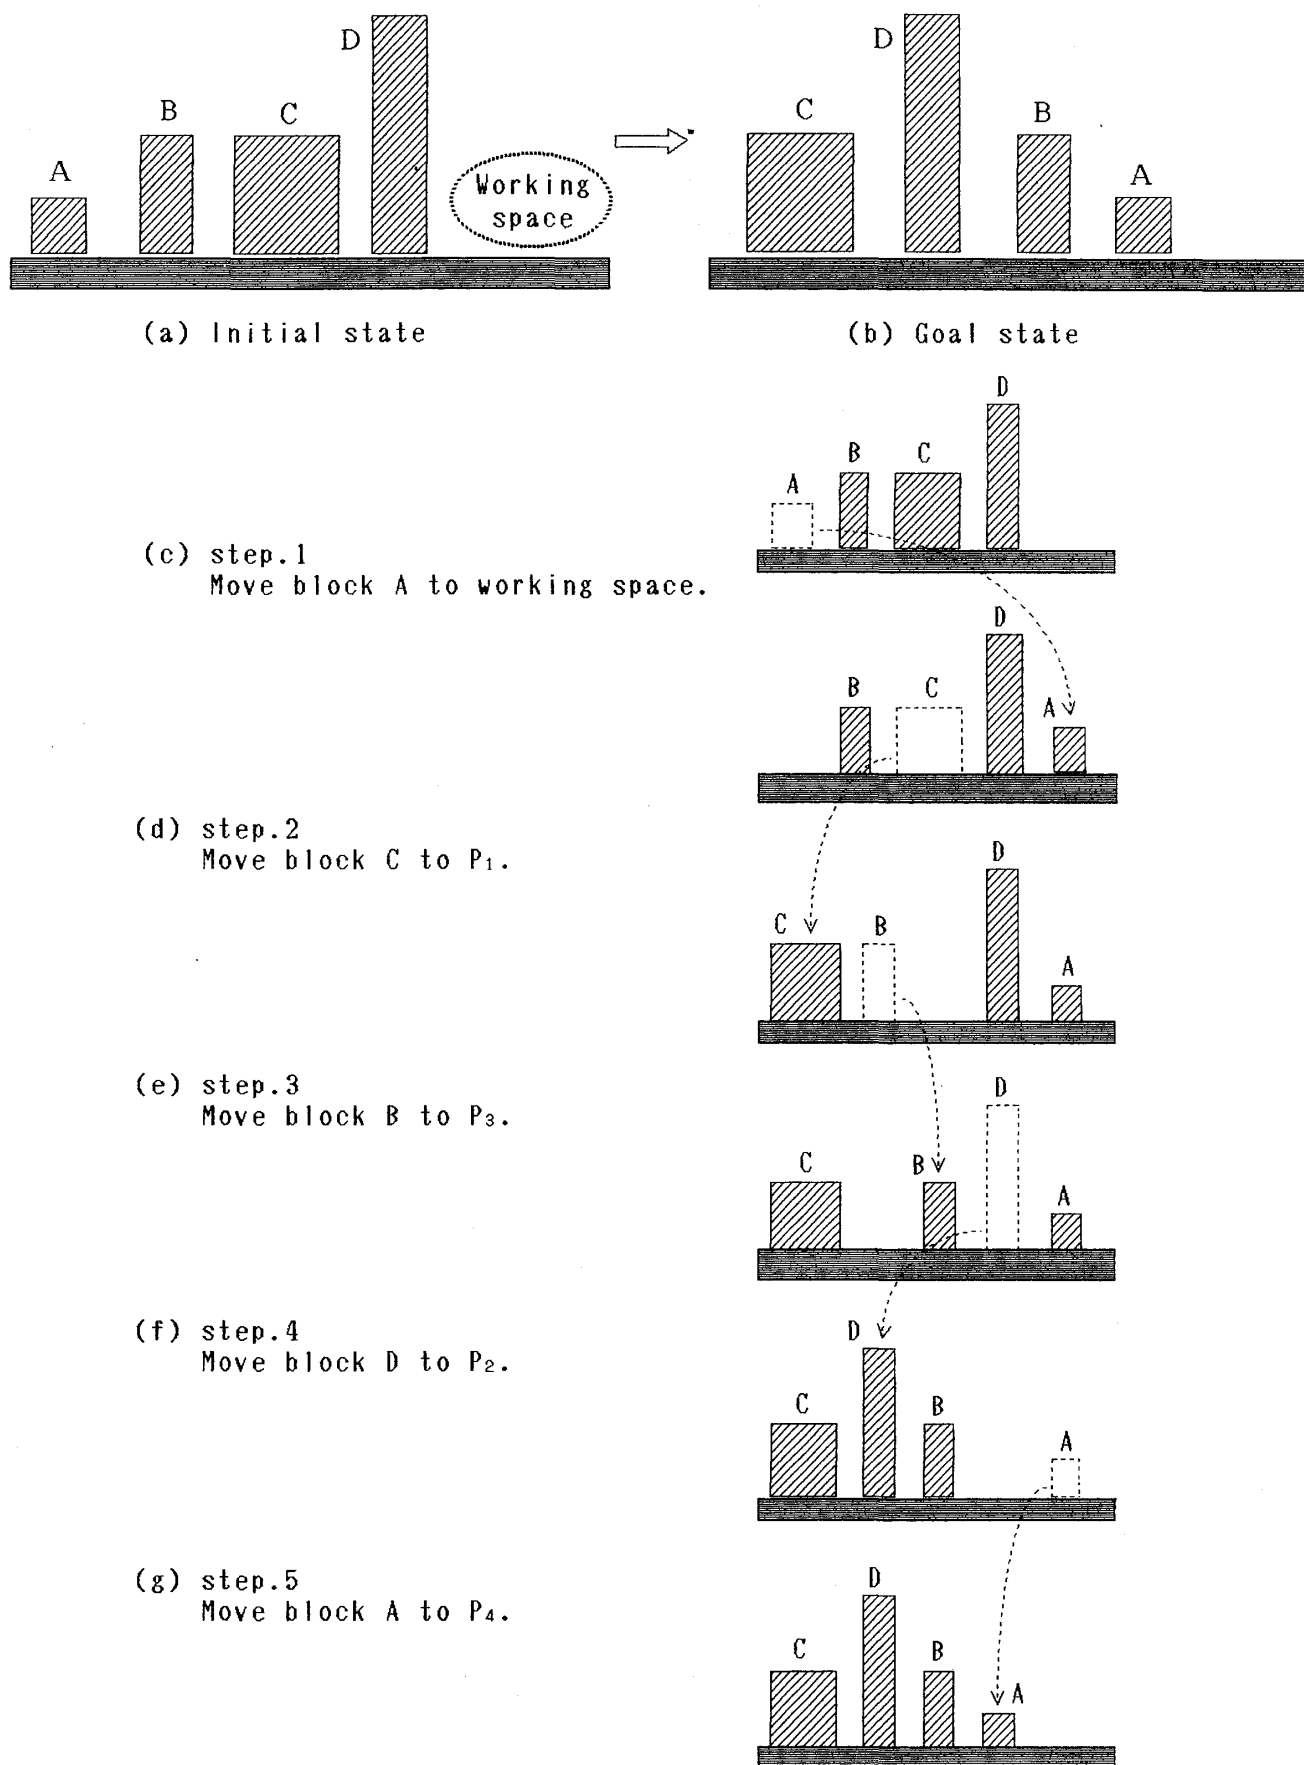 D
B
C
A
Working
space
D
C
B
A
(a) Initial state
(b) Goal state
D
B
C
A
(c) step.1
Move block A to working space.
D
B
C
A
(d) step.2
Move block C to P₁.
D
C
B
A
(e) step.3
Move block B to P₃.
D
C
B
A
(f) step.4
Move block D to P₂.
D
C
B
A
(g) step.5
Move block A to P₄.
D
C
B
A